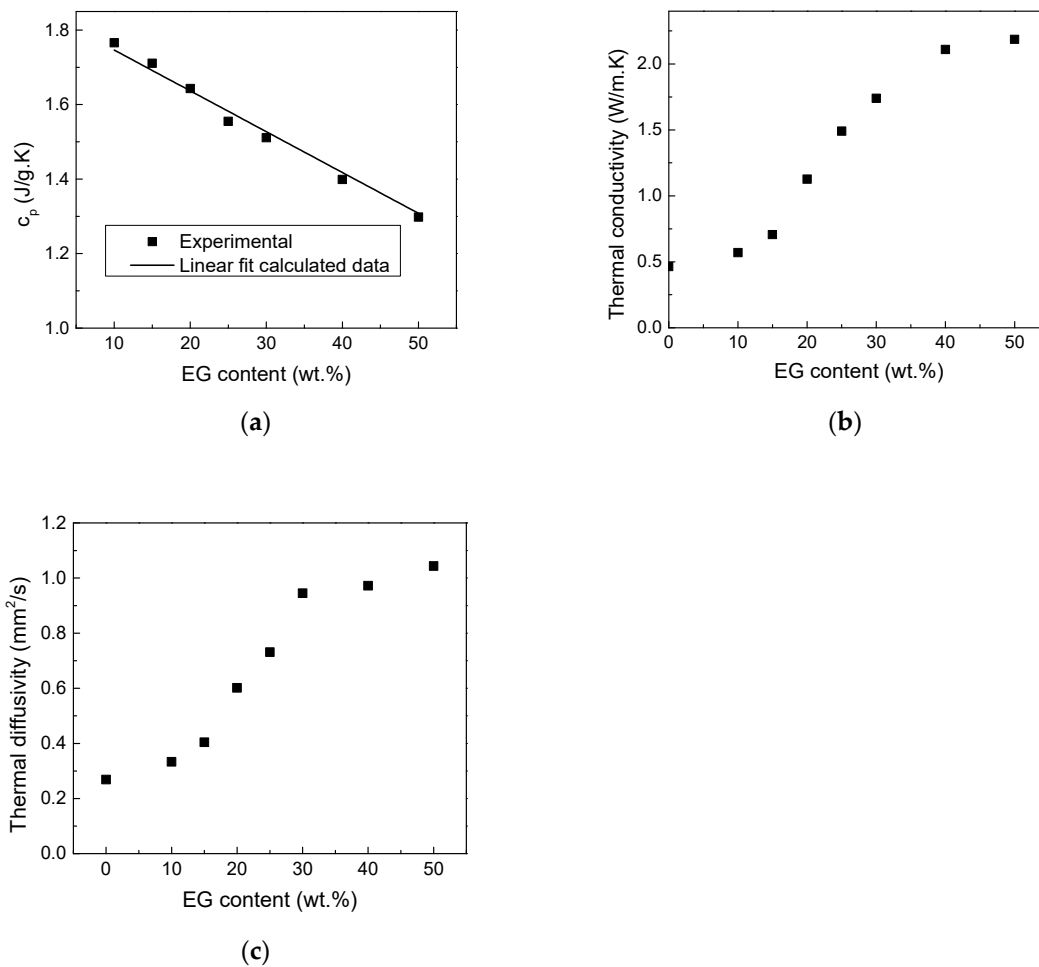 1.8
1.6
1.4
1.2
1.0
c_p (J/g.K)
Experimental
Linear fit calculated data
10 20 30 40 50
EG content (wt.%)
(a)
2.0
1.5
1.0
0.5
0.0
Thermal conductivity (W/m.K)
0 10 20 30 40 50
EG content (wt.%)
(b)
1.2
1.0
0.8
0.6
0.4
0.2
0.0
Thermal diffusivity (mm²/s)
0 10 20 30 40 50
EG content (wt.%)
(c)